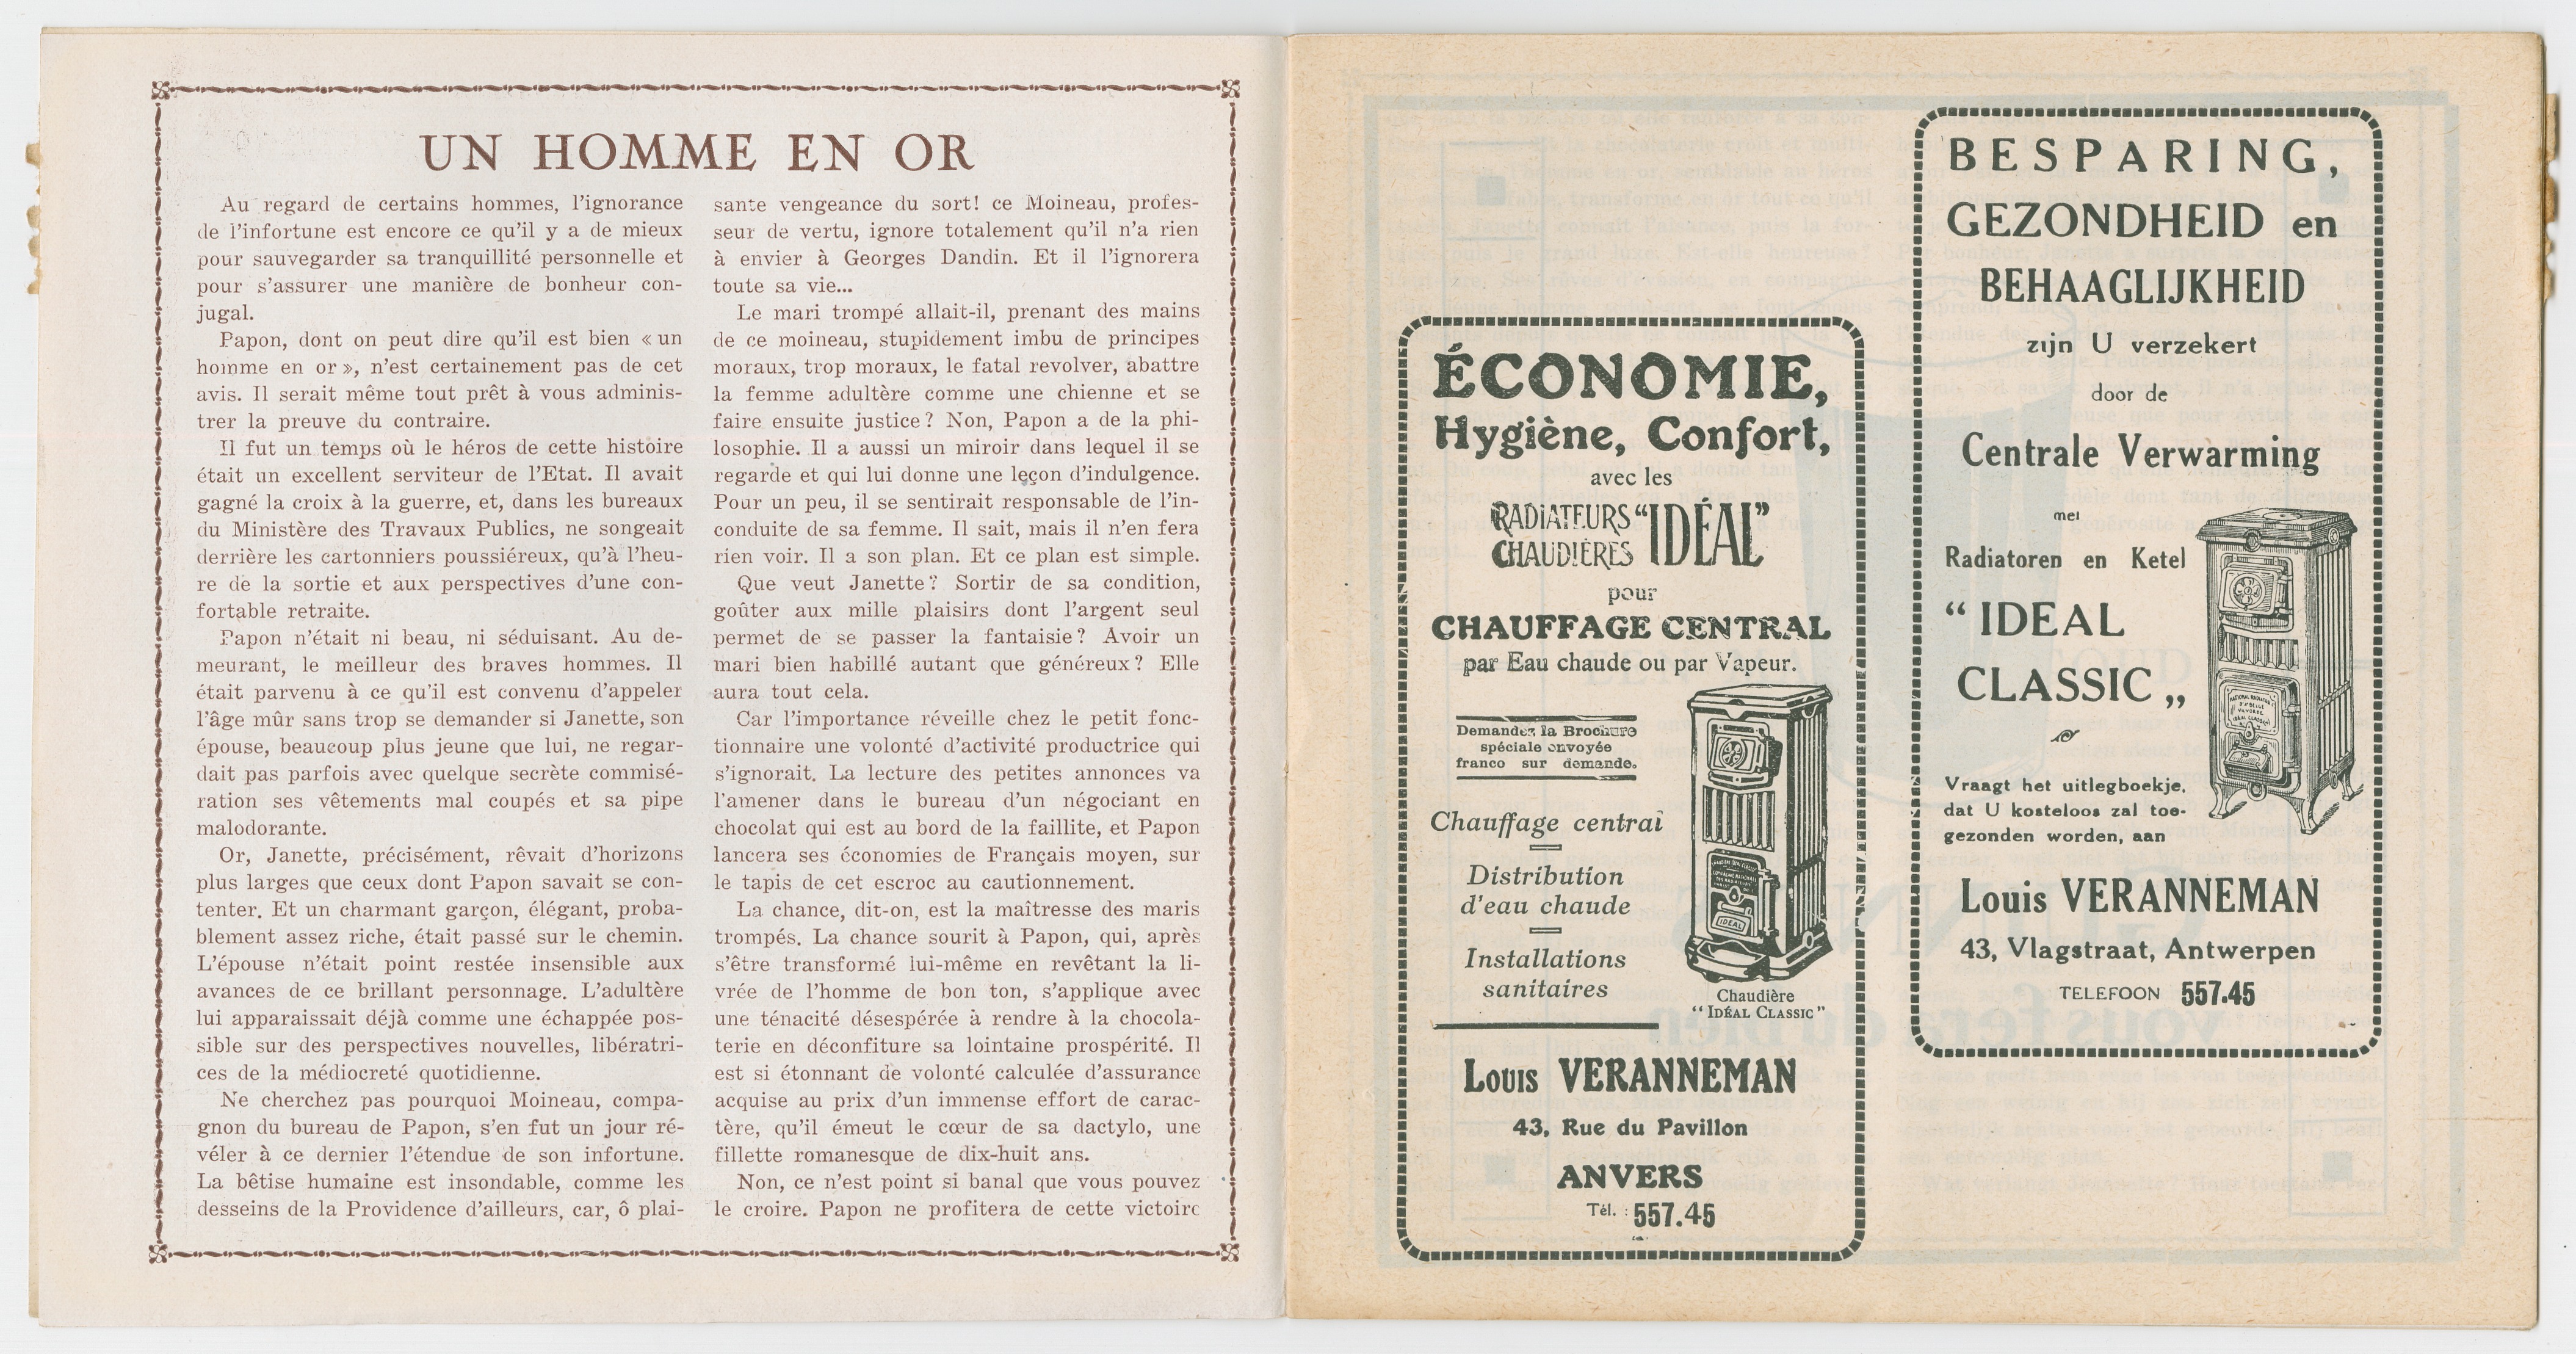 UN HOMME EN OR
Au regard de certains hommes, l'ignorance
de l'infortune est encore ce qu'il y a de mieux
pour sauvegarder sa tranquillité personnelle et
pour s'assurer une manière de bonheur con-
jugal.
Papon, dont on peut dire qu'il est bien « un
homme en or », n'est certainement pas de cet
avis. Il serait même tout prêt à vous adminis-
trer la preuve du contraire.
Il fut un temps où le héros de cette histoire
était un excellent serviteur de l'Etat. Il avait
gagné la croix à la guerre, et, dans les bureaux
du Ministère des Travaux Publics, ne songeait
derrière les cartonniers poussiéreux, qu'à l'heu-
re de la sortie et aux perspectives d'une con-
fortable retraite.
Papon n'était ni beau, ni séduisant. Au de-
meurant, le meilleur des braves hommes. Il
était parvenu à ce qu'il est convenu d'appeler
l'âge mûr sans trop se demander si Janette, son
épouse, beaucoup plus jeune que lui, ne regar-
dait pas parfois avec quelque secrète commisé-
ration ses vêtements mal coupés et sa pipe
malodorante.
Or, Janette, précisément, rêvait d'horizons
plus larges que ceux dont Papon savait se con-
tenter. Et un charmant garçon, élégant, proba-
blement assez riche, était passé sur le chemin.
L'épouse n'était point restée insensible aux
avances de ce brillant personnage. L'adultère
lui apparaissait déjà comme une échappée pos-
sible sur des perspectives nouvelles, libératri-
ces de la médiocreté quotidienne.
Ne cherchez pas pourquoi Moineau, compa-
gnon du bureau de Papon, s'en fut un jour ré-
véler à ce dernier l'étendue de son infortune.
La bêtise humaine est insondable, comme les
desseins de la Providence d'ailleurs, car, ô plai-
sante vengeance du sort! ce Moineau, profes-
seur de vertu, ignore totalement qu'il n'a rien
à envier à Georges Dandin. Et il l'ignorera
toute sa vie...
Le mari trompé allait-il, prenant des mains
de ce moineau, stupidement imbu de principes
moraux, trop moraux, le fatal revolver, abattre
la femme adultère comme une chienne et se
faire ensuite justice? Non, Papon a de la phi-
losophie. Il a aussi un miroir dans lequel il se
regarde et qui lui donne une leçon d'indulgence.
Pour un peu, il se sentirait responsable de l'in-
conduite de sa femme. Il sait, mais il n'en fera
rien voir. Il a son plan. Et ce plan est simple.
Que veut Janette? Sortir de sa condition,
goûter aux mille plaisirs dont l'argent seul
permet de se passer la fantaisie? Avoir un
mari bien habillé autant que généreux? Elle
aura tout cela.
Car l'importance réveille chez le petit fonc-
tionnaire une volonté d'activité productrice qui
s'ignorait. La lecture des petites annonces va
l'amener dans le bureau d'un négociant en
chocolat qui est au bord de la faillite, et Papon
lancera ses économies de Français moyen, sur
le tapis de cet escroc au cautionnement.
La chance, dit-on, est la maîtresse des maris
trompés. La chance sourit à Papon, qui, après
s'être transformé lui-même en revêtant la li-
vrée de l'homme de bon ton, s'applique avec
une ténacité désespérée à rendre à la chocola-
terie en déconfiture sa lointaine prospérité. Il
est si étonnant de volonté calculée d'assurance
acquise au prix d'un immense effort de carac-
tère, qu'il émeut le cœur de sa dactylo, une
fillette romanesque de dix-huit ans.
Non, ce n'est point si banal que vous pouvez
le croire. Papon ne profitera de cette victoire
ÉCONOMIE,
Hygiène, Confort,
avec les
RADIATEURS "IDÉAL"
CHAUDIÈRES
pour
CHAUFFAGE CENTRAL
par Eau chaude ou par Vapeur.
Demandez la Brochure
spéciale envoyée
franco sur demande.
Chauffage central
Distribution
d'eau chaude
Installations
sanitaires
IDEAL
Chaudière
"IDÉAL CLASSIC"
Louis VERANNEMAN
43, Rue du Pavillon
ANVERS
Tél. : 557.45
BESPARING,
GEZONDHEID en
BEHAAGLIJKHEID
zijn U verzekert
door de
Centrale Verwarming
met
Radiatoren en Ketel
" IDEAL
CLASSIC „
Vraagt het uitlegboekje,
dat U kosteloos zal toe-
gezonden worden, aan
Louis VERANNEMAN
43, Vlagstraat, Antwerpen
TELEFOON 557.45